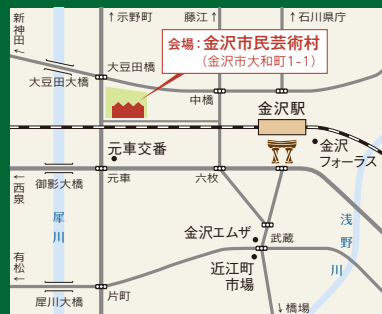 新神田→
↑示野町
藤江↑
↑石川県庁
会場：金沢市民芸術村
（金沢市大和町1-1）
大豆田橋
大豆田大橋
中橋
金沢駅
元車交番
金沢フォーラス
←西泉
御影大橋
元車
六枚
犀川
浅野川
金沢エムザ
武蔵
近江町市場
有松←
犀川大橋
片町
↓橋場